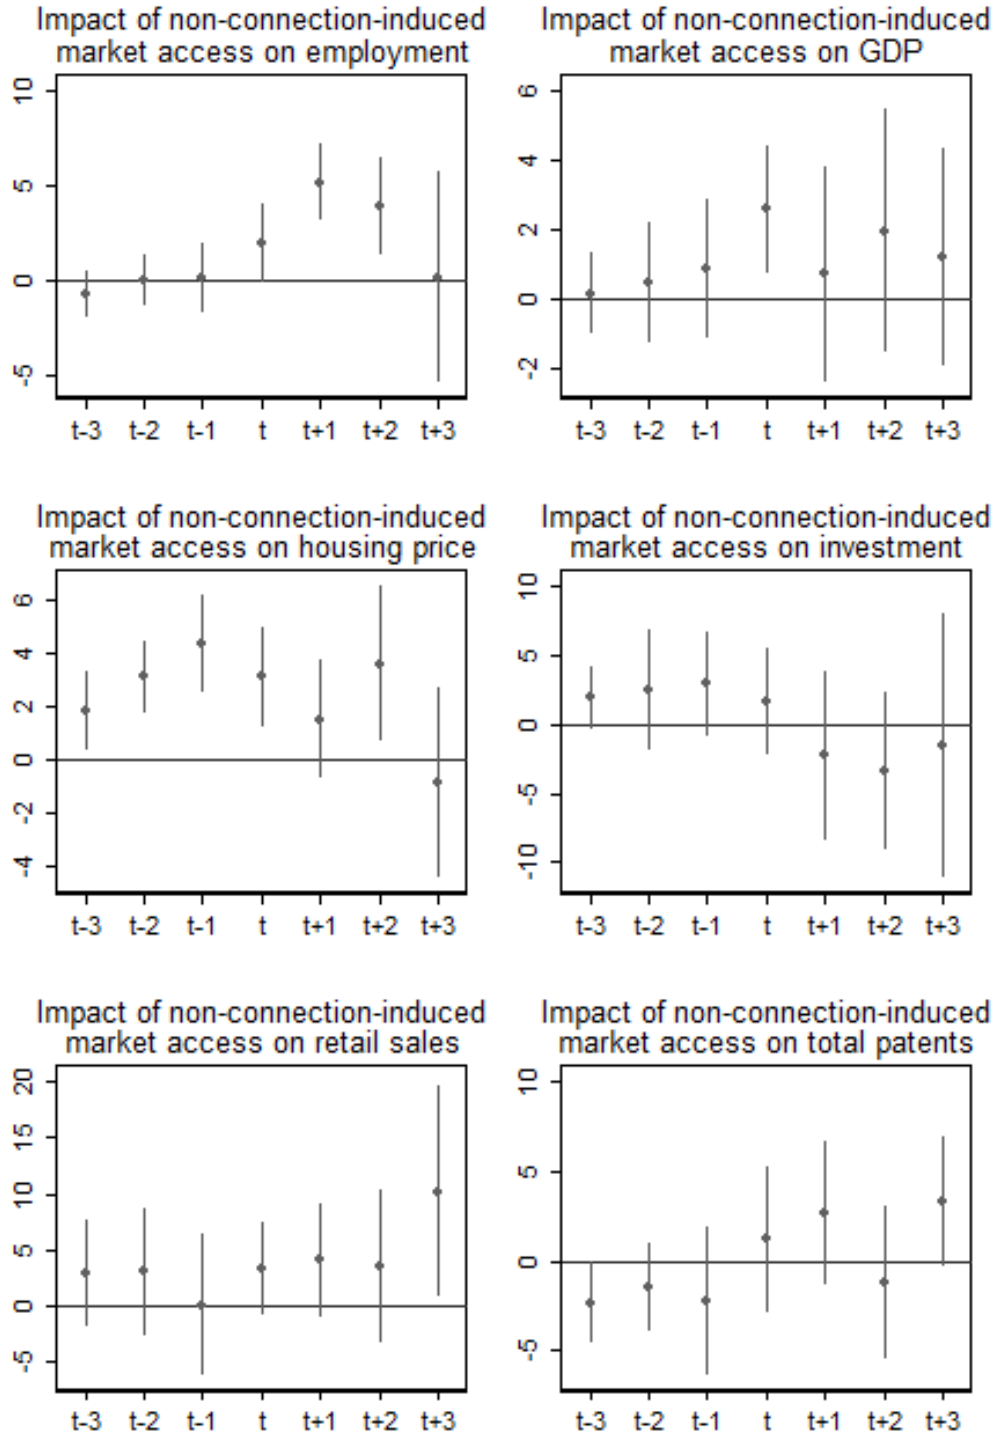 Impact of non-connection-induced
market access on employment
10
5
0
-5
t-3 t-2 t-1 t t+1 t+2 t+3
Impact of non-connection-induced
market access on GDP
6
4
2
0
-2
t-3 t-2 t-1 t t+1 t+2 t+3
Impact of non-connection-induced
market access on housing price
6
4
2
0
-2
-4
t-3 t-2 t-1 t t+1 t+2 t+3
Impact of non-connection-induced
market access on investment
10
5
0
-5
-10
t-3 t-2 t-1 t t+1 t+2 t+3
Impact of non-connection-induced
market access on retail sales
20
15
10
5
0
-5
t-3 t-2 t-1 t t+1 t+2 t+3
Impact of non-connection-induced
market access on total patents
10
5
0
-5
t-3 t-2 t-1 t t+1 t+2 t+3